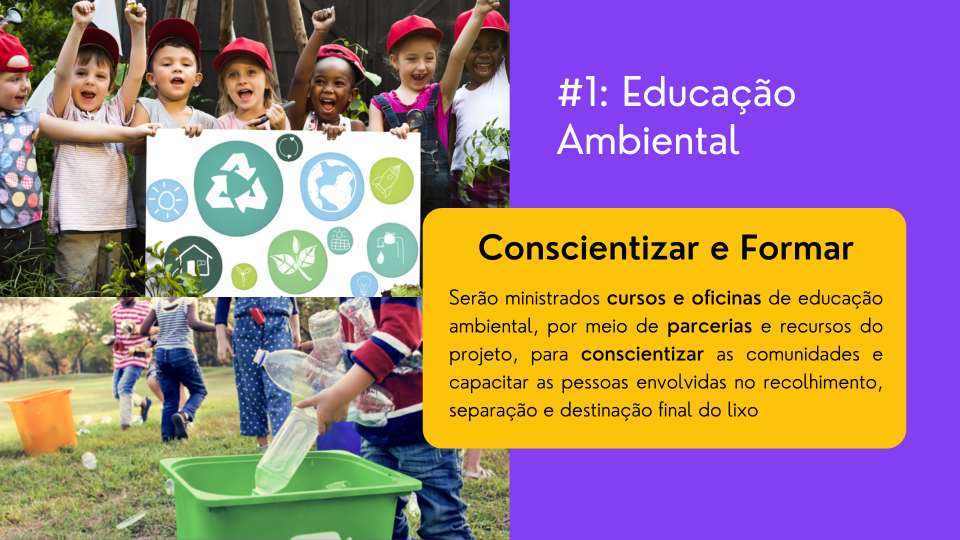 #1: Educação
Ambiental
Conscientizar e Formar
Serão ministrados cursos e oficinas de educação
ambiental, por meio de parcerias e recursos do
projeto, para conscientizar as comunidades e
capacitar as pessoas envolvidas no recolhimento,
separação e destinação final do lixo